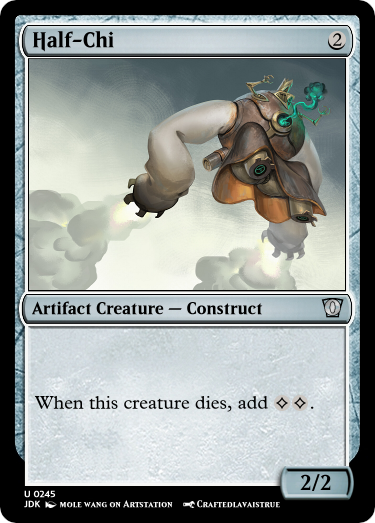 Half-Chi 2
Artifact Creature — Construct
When this creature dies, add ◇◇.
2/2
U 0245
JDK MOLE WANG ON ARTSTATION CRAFTEDLAVAISTRUE